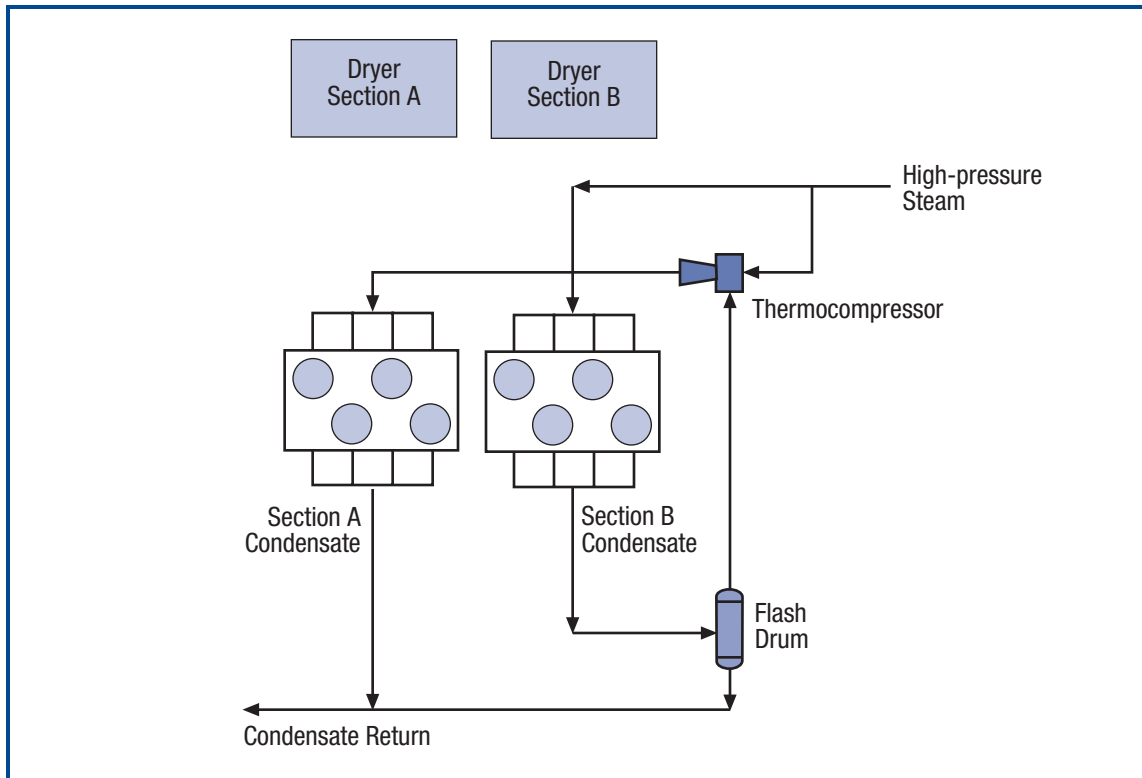 Dryer
Section A
Dryer
Section B
High-pressure
Steam
Thermocompressor
Section A
Condensate
Section B
Condensate
Flash
Drum
Condensate Return